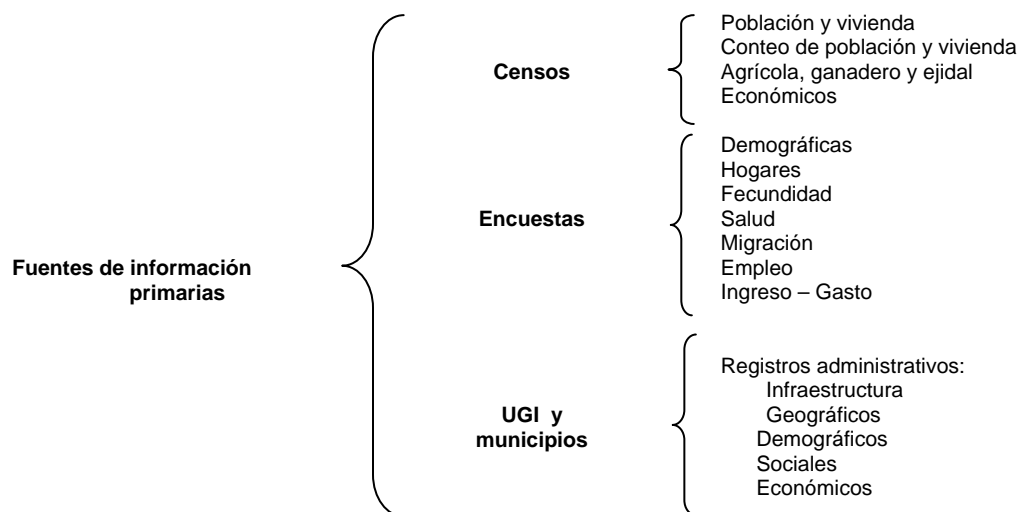 Fuentes de información
primarias
Censos
Población y vivienda
Conteo de población y vivienda
Agrícola, ganadero y ejidal
Económicos
Encuestas
Demográficas
Hogares
Fecundidad
Salud
Migración
Empleo
Ingreso – Gasto
UGI y
municipios
Registros administrativos:
Infraestructura
Geográficos
Demográficos
Sociales
Económicos